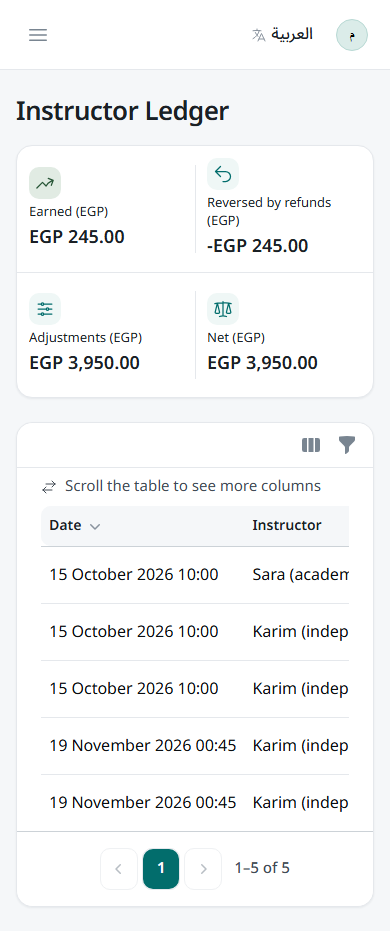 العربية
م
Instructor Ledger
Earned (EGP)
EGP 245.00
Reversed by refunds
(EGP)
-EGP 245.00
Adjustments (EGP)
EGP 3,950.00
Net (EGP)
EGP 3,950.00
Scroll the table to see more columns
Date Instructor
15 October 2026 10:00 Sara (academ
15 October 2026 10:00 Karim (indep
15 October 2026 10:00 Karim (indep
19 November 2026 00:45 Karim (indep
19 November 2026 00:45 Karim (indep
1 1–5 of 5